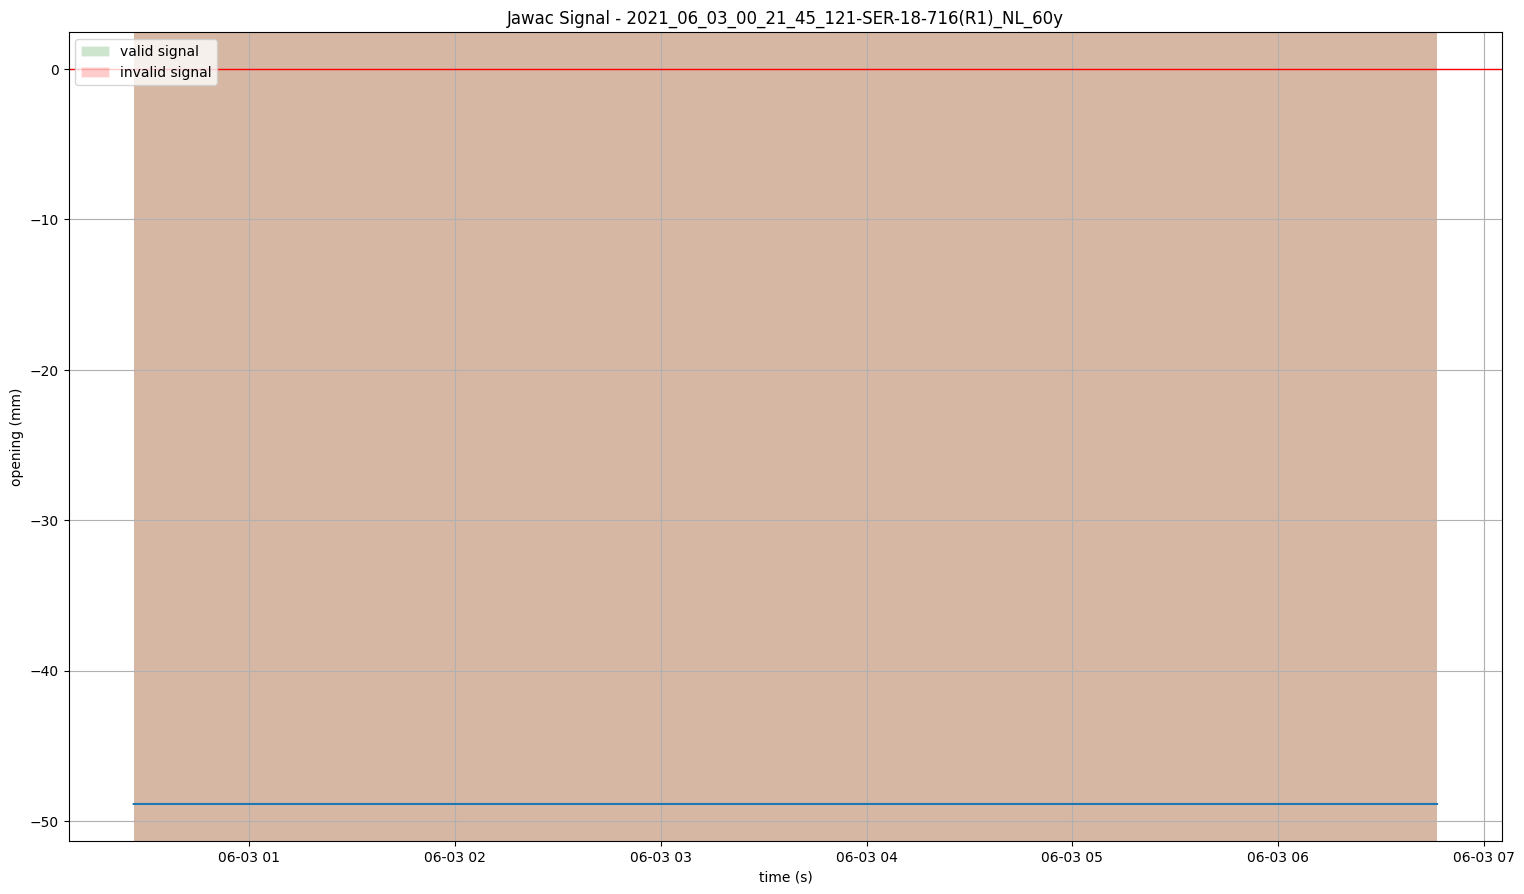 Jawac Signal - 2021_06_03_00_21_45_121-SER-18-716(R1)_NL_60y
valid signal
invalid signal
0
−10
−20
−30
−40
−50
opening (mm)
06-03 01
06-03 02
06-03 03
06-03 04
06-03 05
06-03 06
06-03 07
time (s)